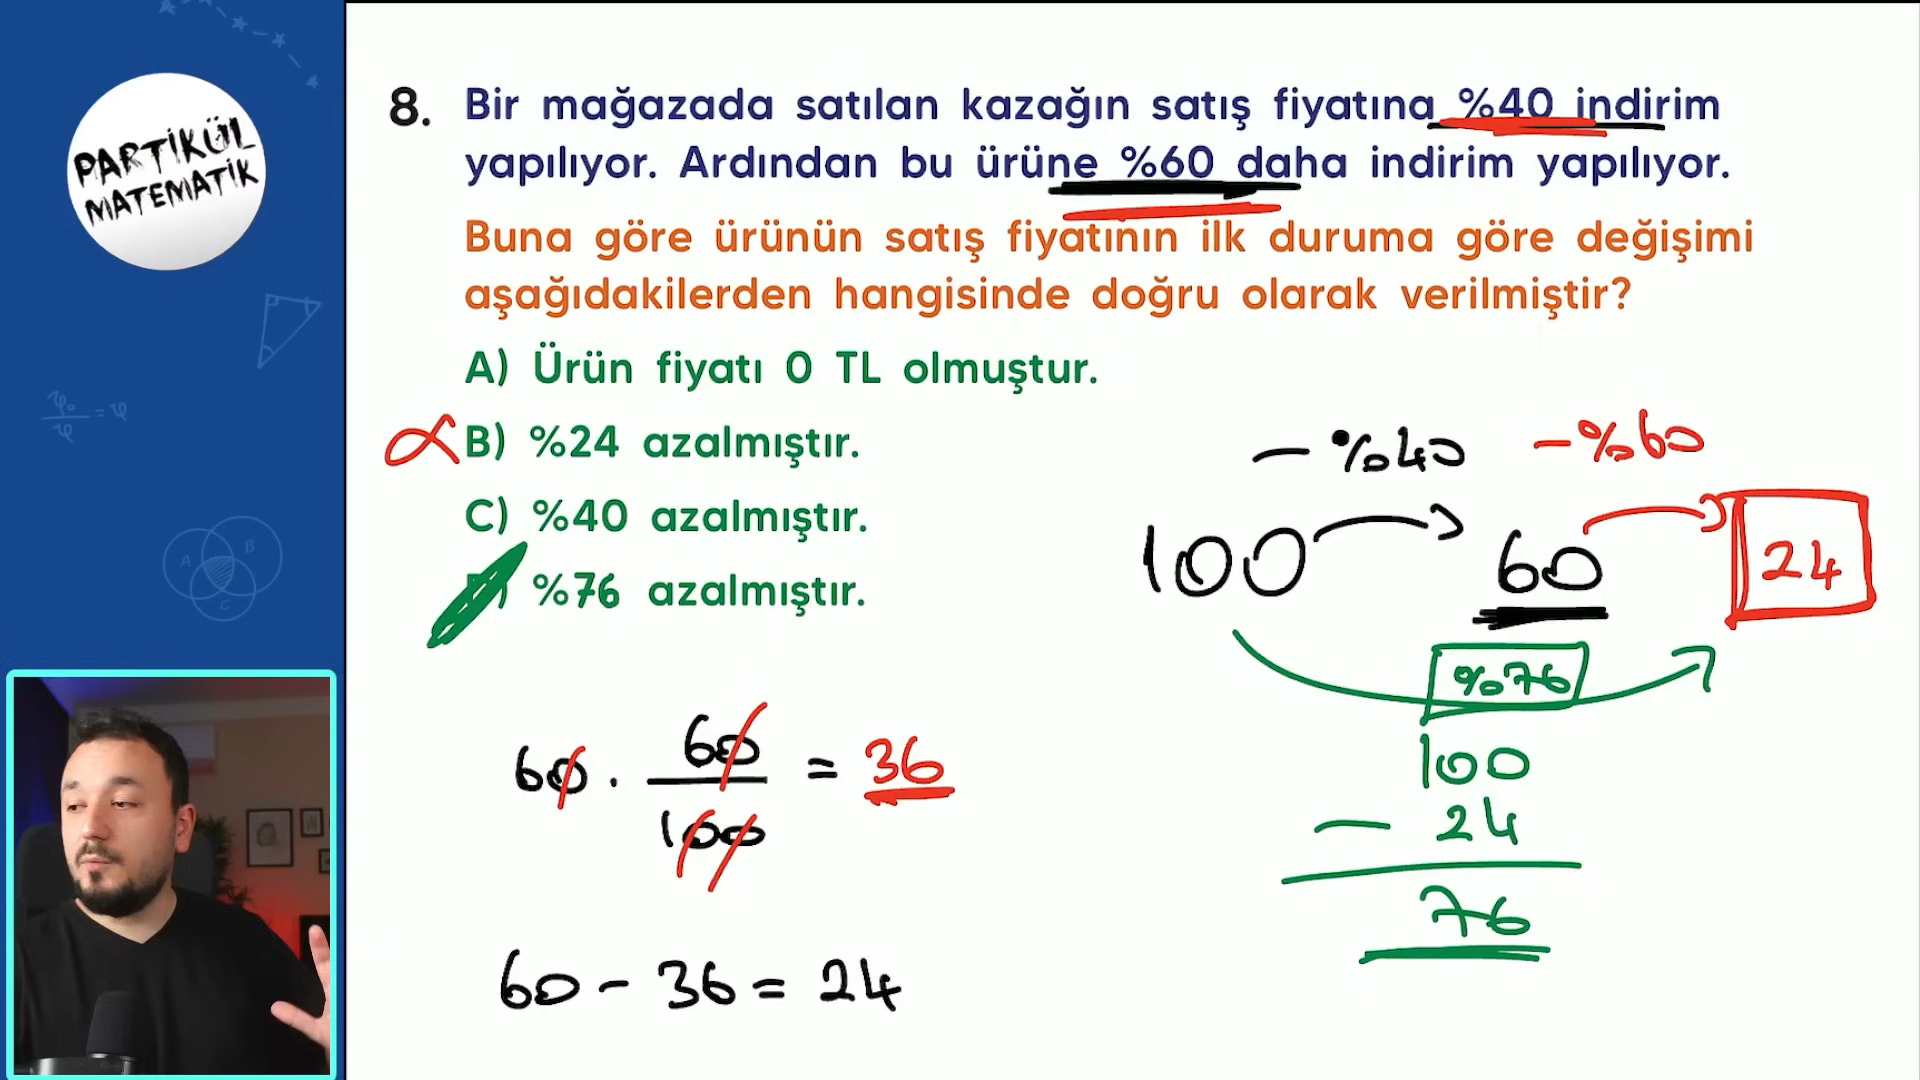 PARTİKÜL
MATEMATİK
8. Bir mağazada satılan kazağın satış fiyatına %40 indirim
yapılıyor. Ardından bu ürüne %60 daha indirim yapılıyor.
Buna göre ürünün satış fiyatının ilk duruma göre değişimi
aşağıdakilerden hangisinde doğru olarak verilmiştir?
A) Ürün fiyatı 0 TL olmuştur.
B) %24 azalmıştır.
C) %40 azalmıştır.
%76 azalmıştır.
- %40 -%60
100 60 24
%76
60 . 60 = 36
100
100
- 24
76
60 - 36 = 24
A B
C